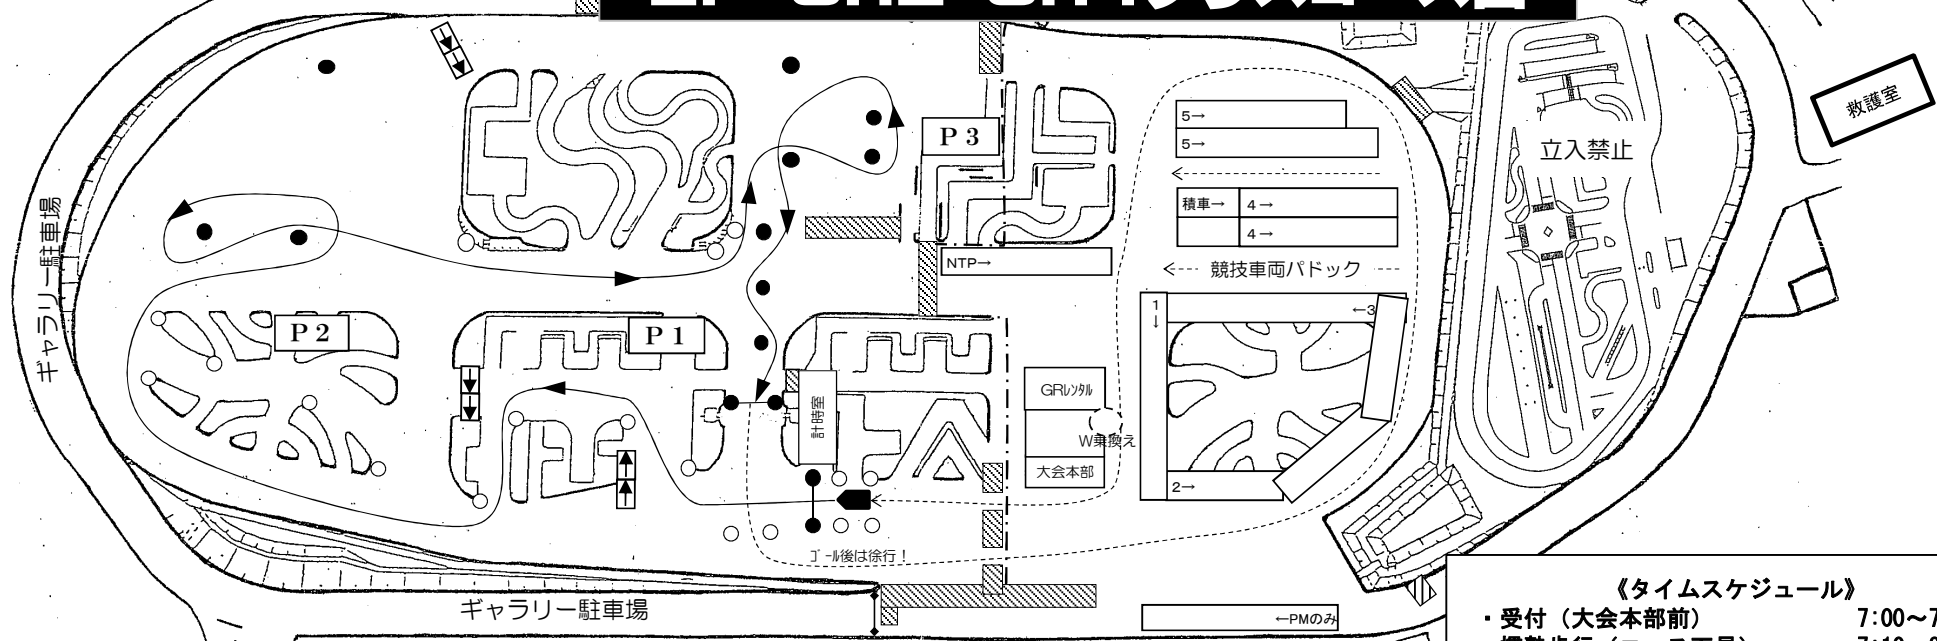 P 3
救護室
5→
5→
立入禁止
積車→
4→
4→
ギャラリー駐車場
NTP→
競技車両パドック
1
↓
←3
P 2
P 1
GRﾚﾝﾀﾙ
計時室
W乗換え
大会本部
2→
ｺﾞｰﾙ後は徐行！
ギャラリー駐車場
←PMのみ
《タイムスケジュール》
・受付（大会本部前）
7:00～7